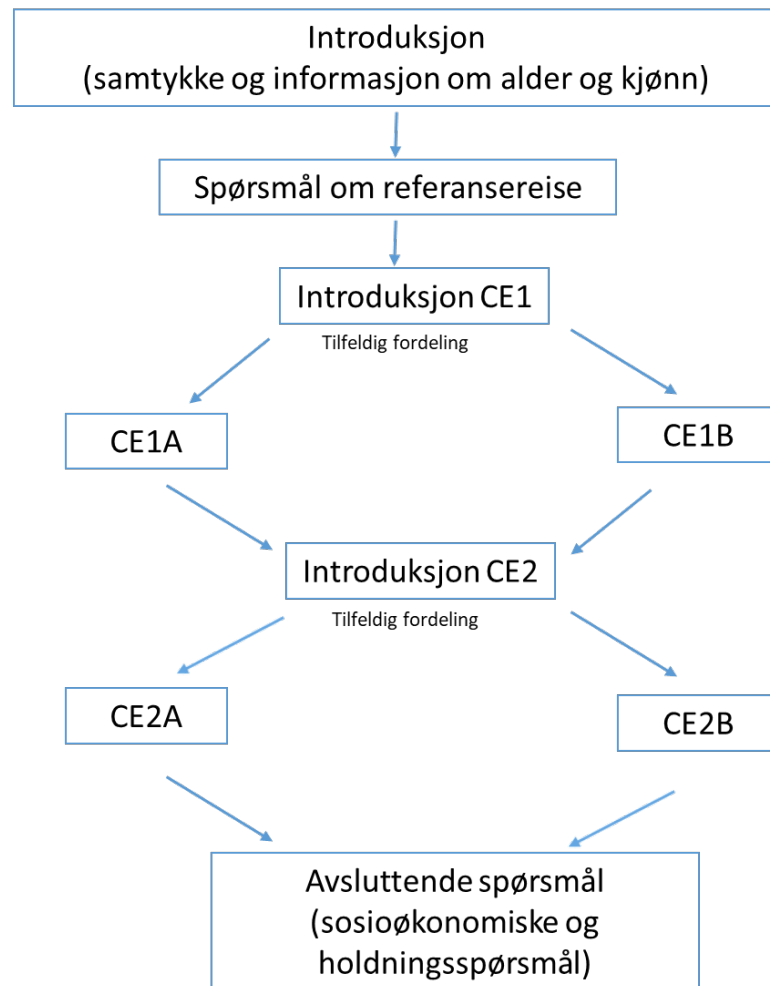 Introduksjon
(samtykke og informasjon om alder og kjønn)
Spørsmål om referansereise
Introduksjon CE1
Tilfeldig fordeling
CE1A
CE1B
Introduksjon CE2
Tilfeldig fordeling
CE2A
CE2B
Avsluttende spørsmål
(sosioøkonomiske og
holdningsspørsmål)